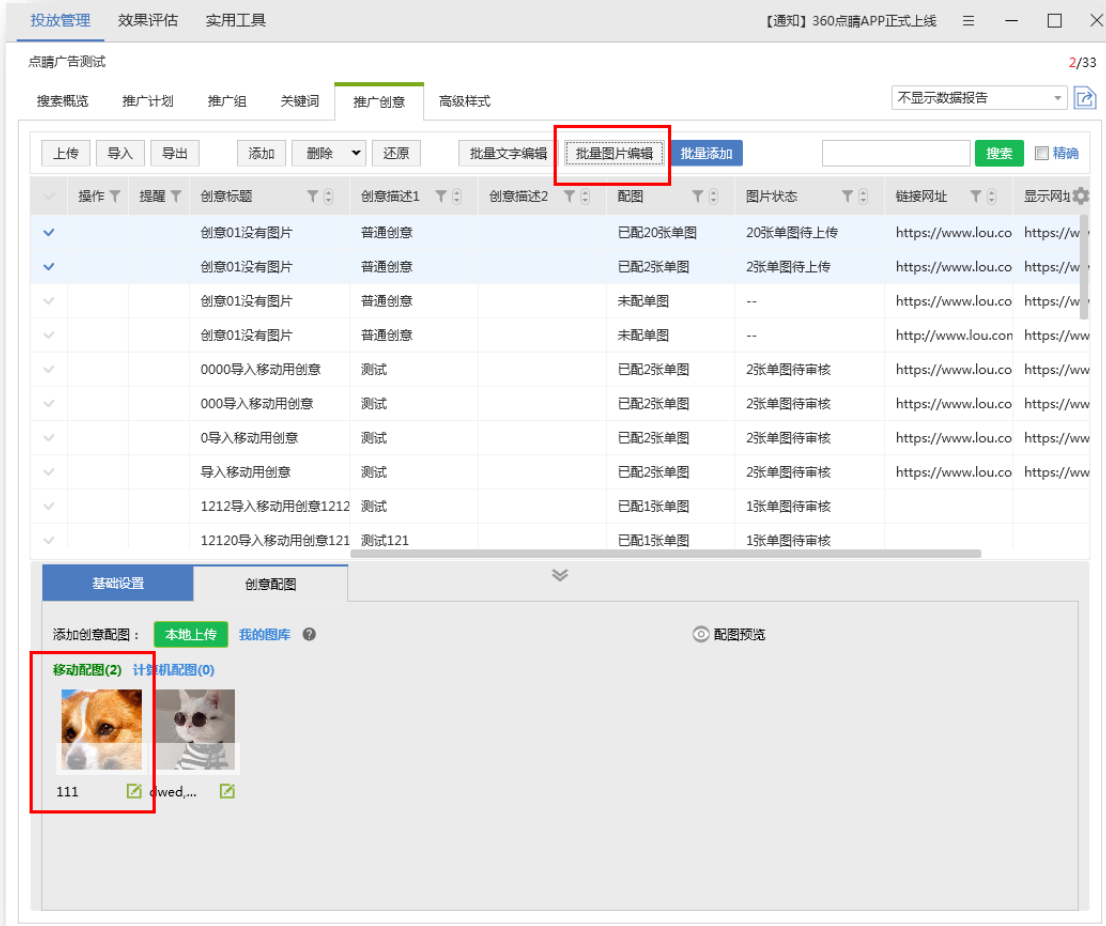 投放管理 效果评估 实用工具 【通知】360点睛APP正式上线
点睛广告测试 2/33
搜索概览 推广计划 推广组 关键词 推广创意 高级样式 不显示数据报告
上传 导入 导出 添加 删除 还原 批量文字编辑 批量图片编辑 批量添加 搜索 精确
操作 提醒 创意标题 创意描述1 创意描述2 配图 图片状态 链接网址 显示网址
创意01没有图片 普通创意 已配20张单图 20张单图待上传 https://www.lou.co https://w
创意01没有图片 普通创意 已配2张单图 2张单图待上传 https://www.lou.co https://w
创意01没有图片 普通创意 未配单图 -- https://www.lou.co https://w
创意01没有图片 普通创意 未配单图 -- http://www.lou.con https://ww
0000导入移动用创意 测试 已配2张单图 2张单图待审核 https://www.lou.co https://ww
000导入移动用创意 测试 已配2张单图 2张单图待审核 https://www.lou.co https://ww
0导入移动用创意 测试 已配2张单图 2张单图待审核 https://www.lou.co https://ww
导入移动用创意 测试 已配2张单图 2张单图待审核 https://www.lou.co https://ww
1212导入移动用创意1212 测试 已配1张单图 1张单图待审核
12120导入移动用创意121 测试121 已配1张单图 1张单图待审核
基础设置 创意配图
添加创意配图： 本地上传 我的图库 配图预览
移动配图(2) 计算机配图(0)
111 dwed,...